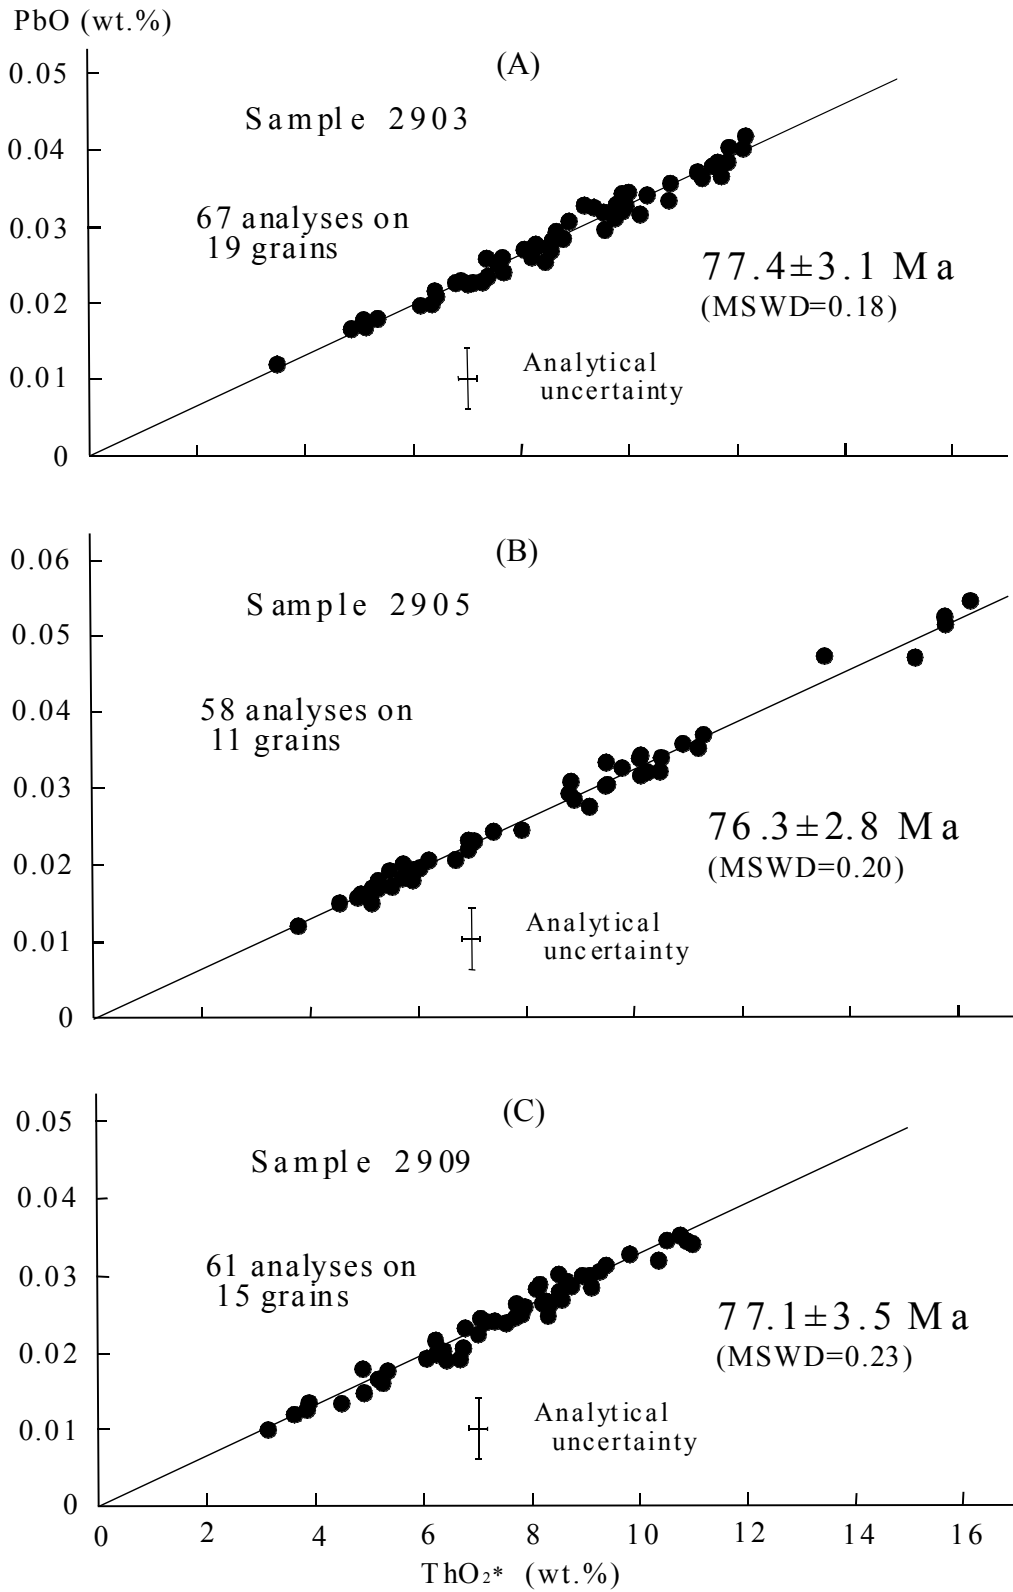 PbO (wt.%)
(A)
0.05
Sample 2903
0.04
67 analyses on
19 grains
0.03
77.4±3.1 Ma
(MSWD=0.18)
0.02
Analytical
uncertainty
0.01
0
(B)
0.06
Sample 2905
0.05
58 analyses on
11 grains
0.04
0.03
76.3±2.8 Ma
(MSWD=0.20)
0.02
Analytical
uncertainty
0.01
0
(C)
0.05
Sample 2909
0.04
61 analyses on
15 grains
0.03
77.1±3.5 Ma
(MSWD=0.23)
0.02
Analytical
uncertainty
0.01
0
0 2 4 6 8 10 12 14 16
ThO₂* (wt.%)